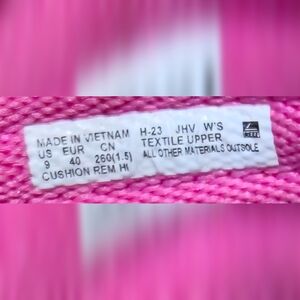 MADE IN VIETNAM H-23 JHV W'S
US EUR CN TEXTILE UPPER
9 40 260(1.5) ALL OTHER MATERIALS OUTSOLE
CUSHION REM HI